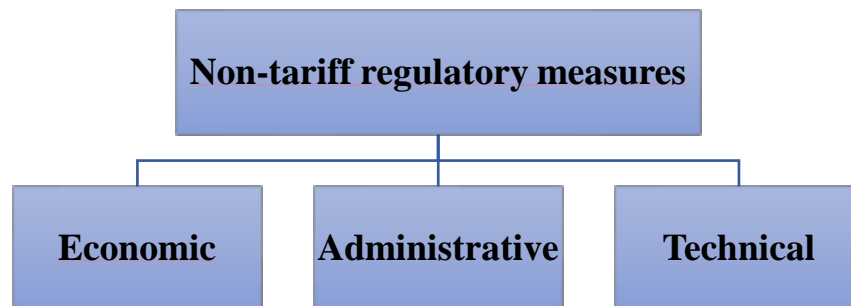 Non-tariff regulatory measures
Economic
Administrative
Technical